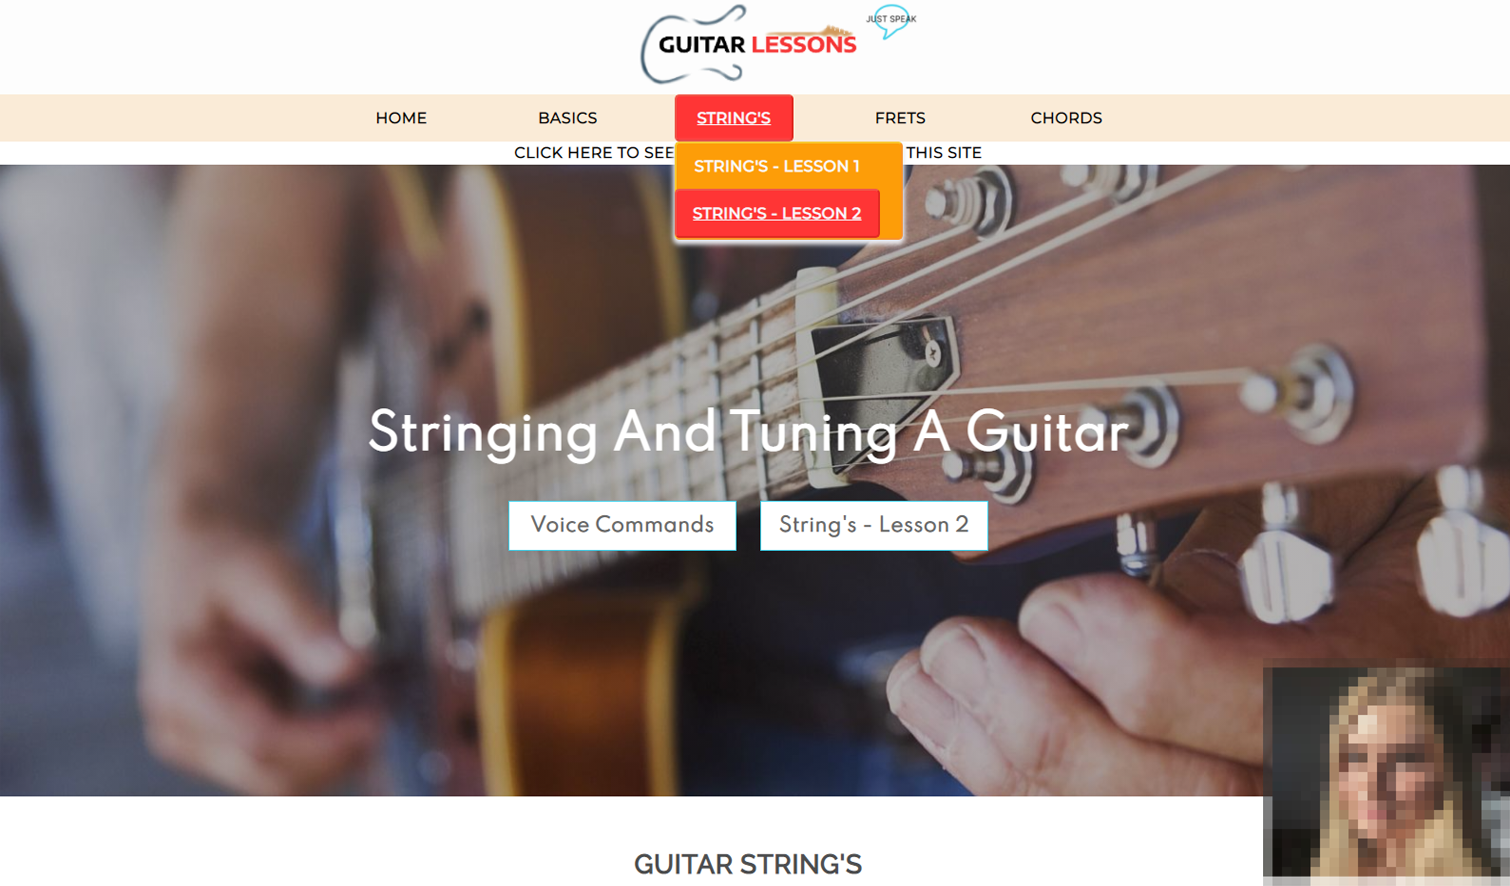 GUITAR LESSONS
JUST SPEAK
HOME BASICS STRING'S FRETS CHORDS
CLICK HERE TO SEE THIS SITE
STRING'S - LESSON 1
STRING'S - LESSON 2
Stringing And Tuning A Guitar
Voice Commands String's - Lesson 2
GUITAR STRING'S